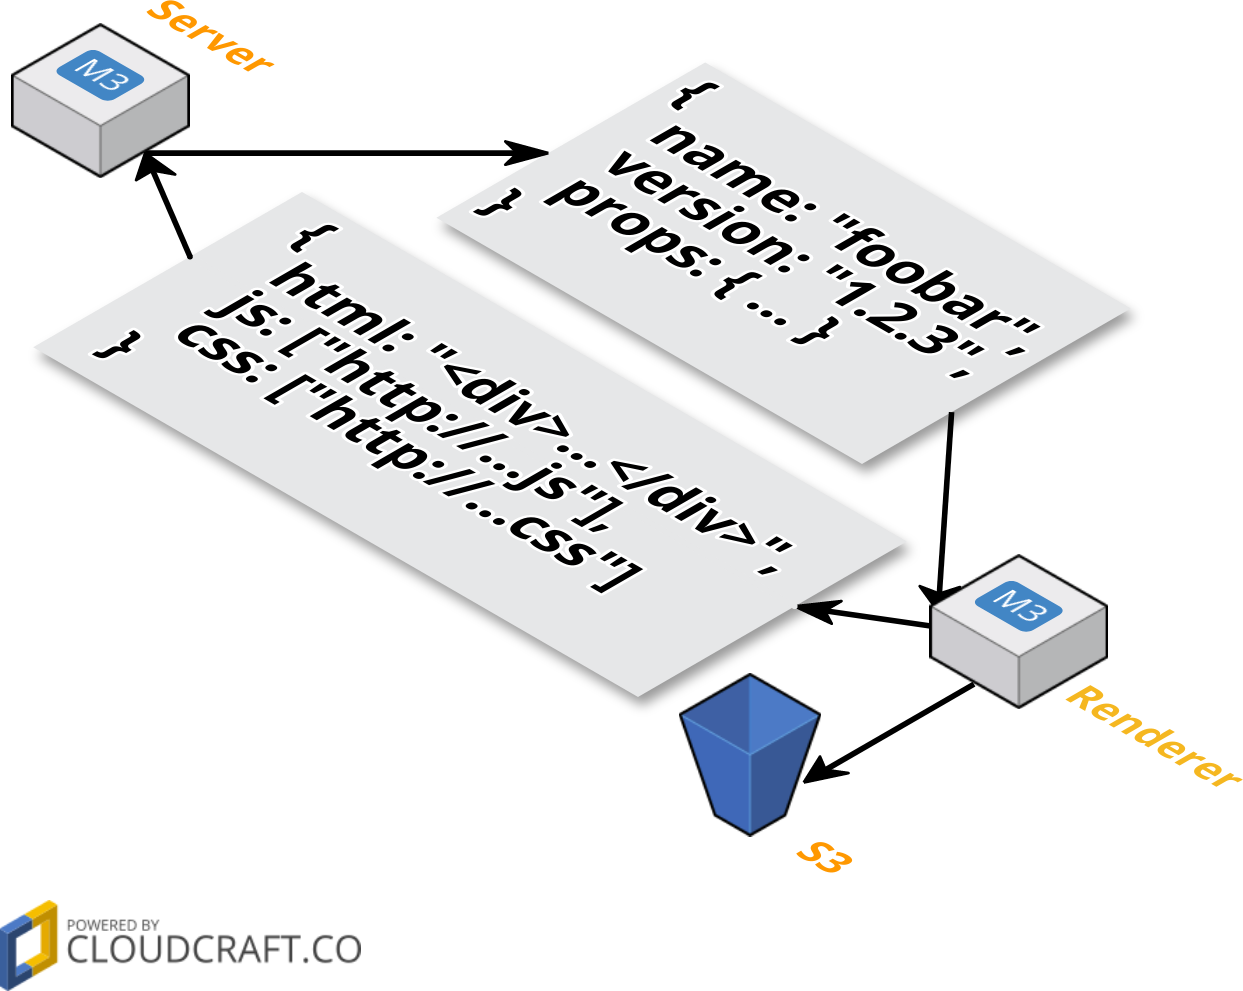 Server
M3
{
name: "foobar",
version: "1.2.3",
props: { ... }
}
{
html: "<div>... </div>",
js: ["http://...js"],
css: ["http://...css"]
}
M3
Renderer
S3
POWERED BY
CLOUDCRAFT.CO